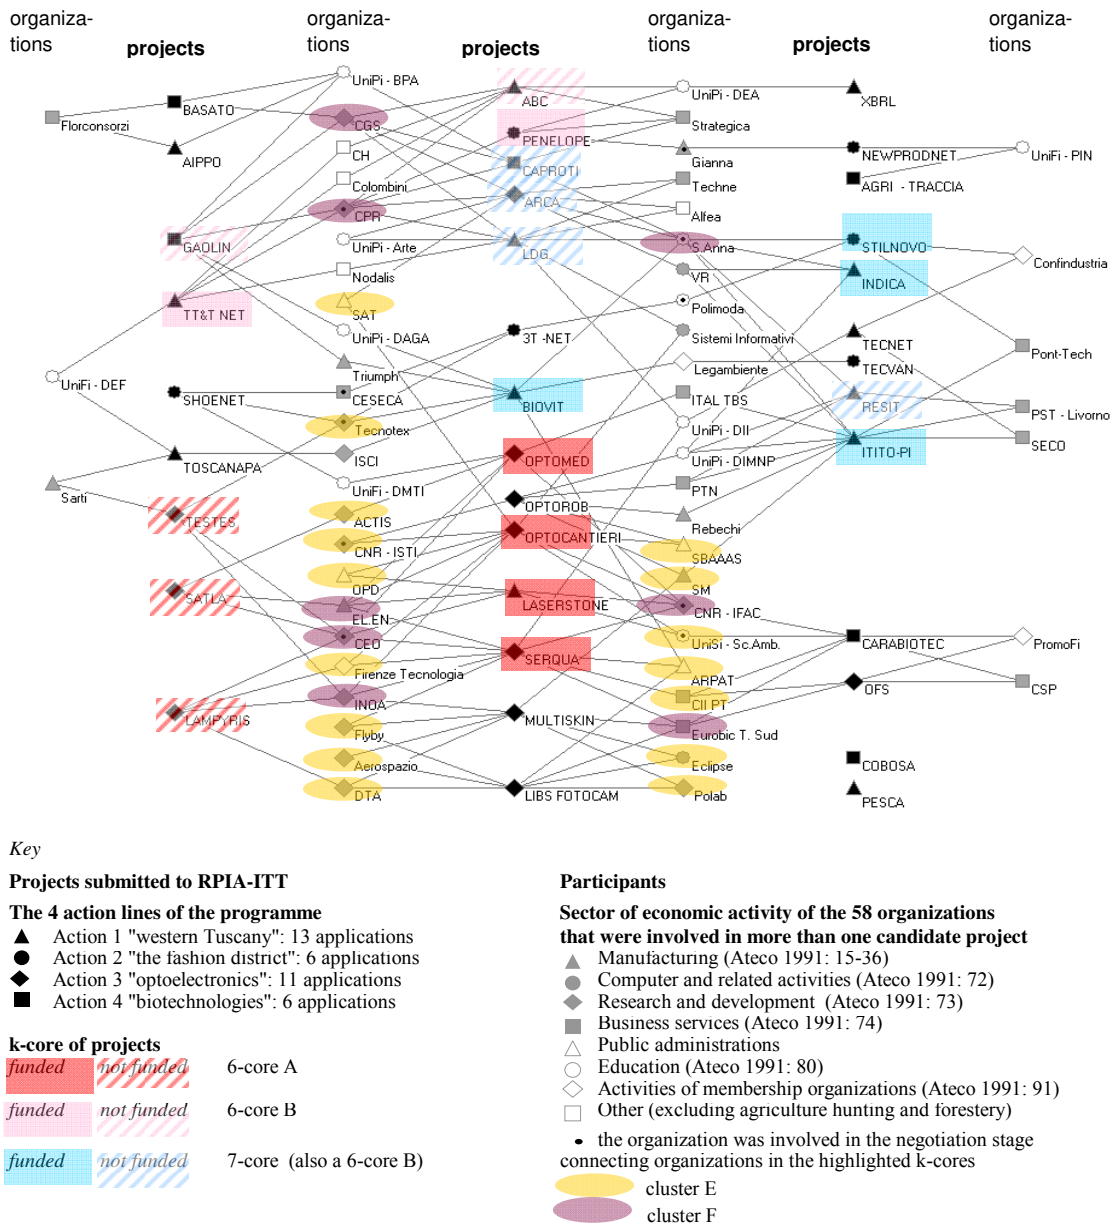 organiza-
tions
projects
organiza-
tions
projects
organiza-
tions
projects
organiza-
tions
Florconsorzi
UniFi - DEF
Sarti
BASATO
AIPPO
GAOLIN
TT&T NET
SHOENET
TOSCANAPA
TESTES
SATLA
LAMPYRIS
UniPi - BPA
CGS
CH
Colombini
CPR
UniPi - Arte
Nodalis
SAT
UniPi - DAGA
Triumph
CESECA
Tecnotex
ISCI
UniFi - DMTI
ACTIS
CNR - ISTI
OPD
EL.EN
CEO
Firenze Tecnologia
INOA
Flyby
Aerospazio
DTA
ABC
PENELOPE
CAPROTI
ARCA
LDG
3T -NET
BIOVIT
OPTOMED
OPTOROB
OPTOCANTIERI
LASERSTONE
SERQUA
MULTISKIN
LIBS FOTOCAM
UniPi - DEA
Strategica
Gianna
Techne
Alfea
S.Anna
VR
Polimoda
Sistemi Informativi
Legambiente
ITAL TBS
UniPi - DII
UniPi - DIMNP
PTN
Rebechi
SBAAAS
SM
CNR - IFAC
UniSi - Sc.Amb.
ARPAT
CII PT
Eurobic T. Sud
Eclipse
Polab
XBRL
NEWPRODNET
AGRI - TRACCIA
STILNOVO
INDICA
TECNET
TECVAN
RESIT
ITITO-PI
CARABIOTEC
OFS
COBOSA
PESCA
UniFi - PIN
Confindustria
Pont-Tech
PST - Livorno
SECO
PromoFi
CSP
Key
Projects submitted to RPIA-ITT
The 4 action lines of the programme
Action 1 "western Tuscany": 13 applications
Action 2 "the fashion district": 6 applications
Action 3 "optoelectronics": 11 applications
Action 4 "biotechnologies": 6 applications
k-core of projects
funded not funded 6-core A
funded not funded 6-core B
funded not funded 7-core (also a 6-core B)
Participants
Sector of economic activity of the 58 organizations
that were involved in more than one candidate project
Manufacturing (Ateco 1991: 15-36)
Computer and related activities (Ateco 1991: 72)
Research and development (Ateco 1991: 73)
Business services (Ateco 1991: 74)
Public administrations
Education (Ateco 1991: 80)
Activities of membership organizations (Ateco 1991: 91)
Other (excluding agriculture hunting and forestery)
the organization was involved in the negotiation stage
connecting organizations in the highlighted k-cores
cluster E
cluster F